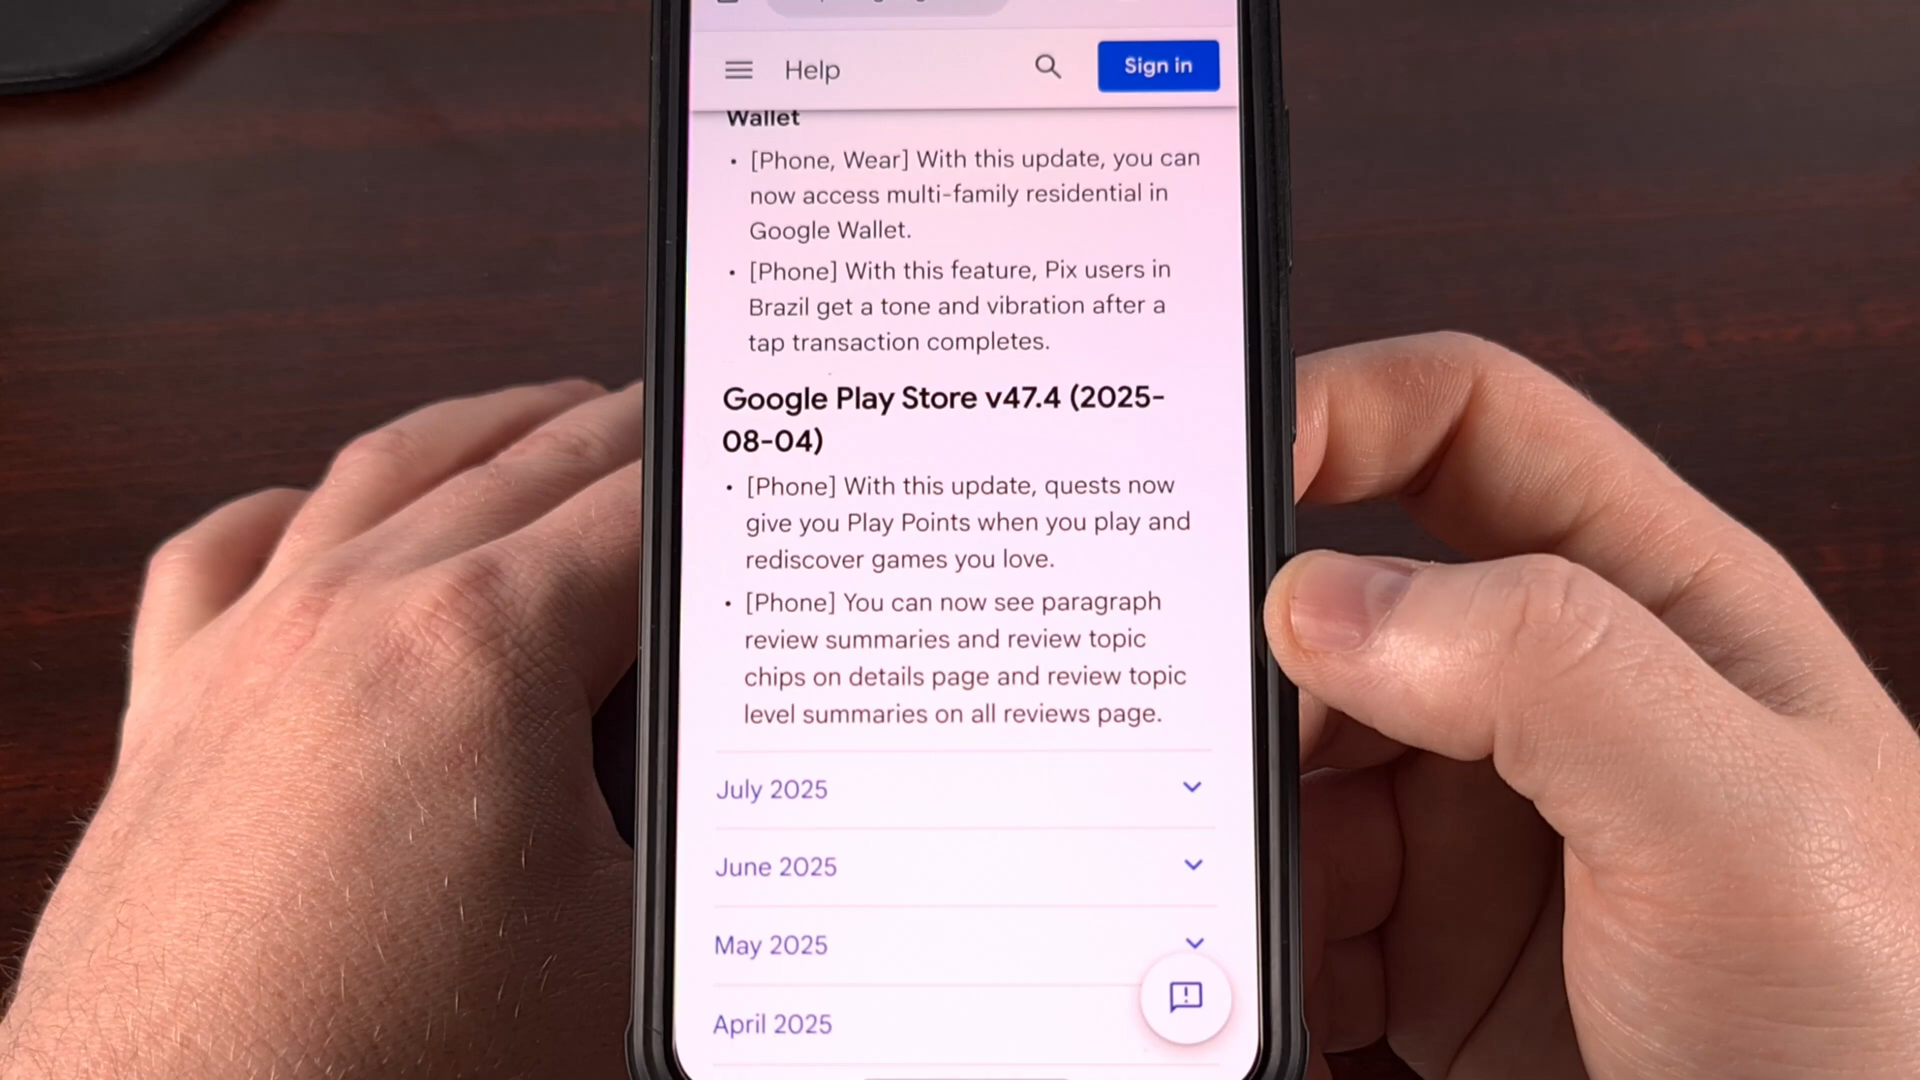 Help
Sign in
Wallet
• [Phone, Wear] With this update, you can
now access multi-family residential in
Google Wallet.
• [Phone] With this feature, Pix users in
Brazil get a tone and vibration after a
tap transaction completes.
Google Play Store v47.4 (2025-
08-04)
• [Phone] With this update, quests now
give you Play Points when you play and
rediscover games you love.
• [Phone] You can now see paragraph
review summaries and review topic
chips on details page and review topic
level summaries on all reviews page.
July 2025
June 2025
May 2025
April 2025